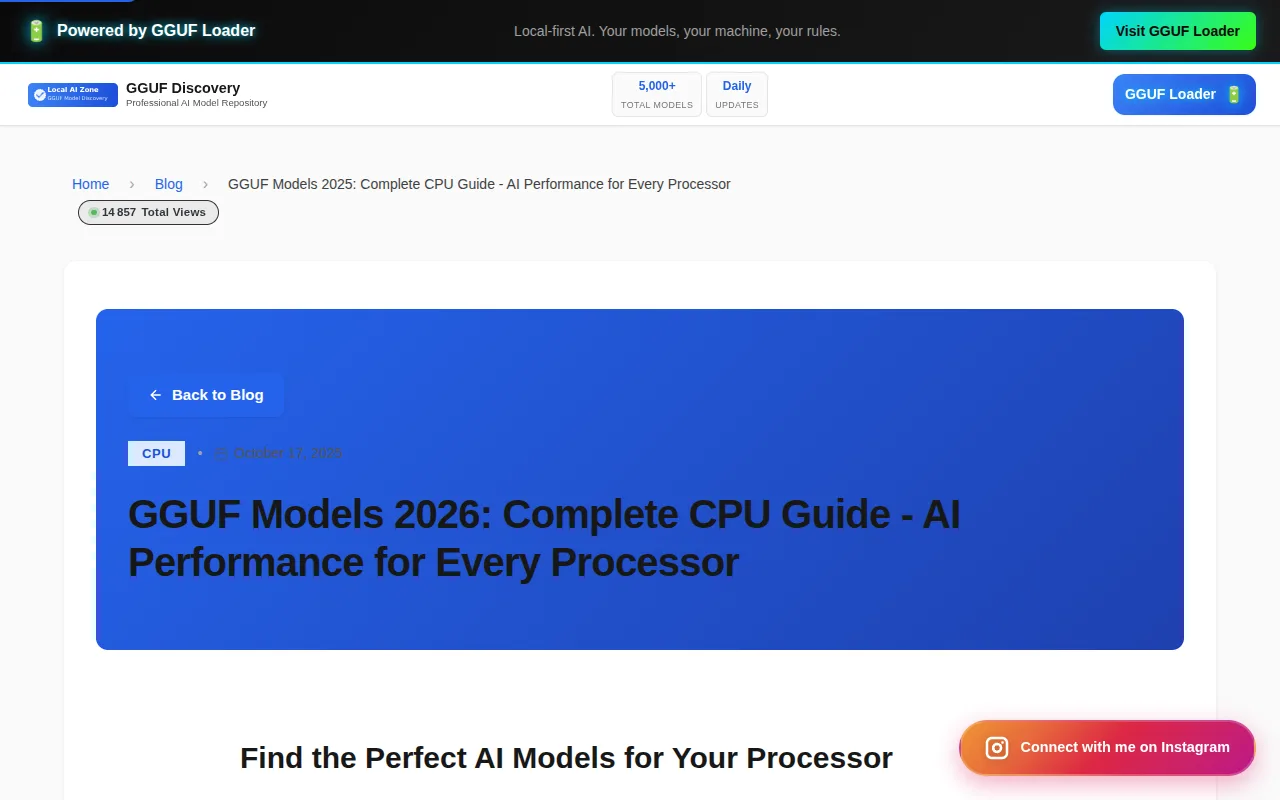 Powered by GGUF Loader
Local-first AI. Your models, your machine, your rules.
Visit GGUF Loader
Local AI Zone
GGUF Model Discovery
GGUF Discovery
Professional AI Model Repository
5,000+
TOTAL MODELS
Daily
UPDATES
GGUF Loader
Home › Blog › GGUF Models 2025: Complete CPU Guide - AI Performance for Every Processor
14 857 Total Views
Back to Blog
CPU • October 17, 2025
GGUF Models 2026: Complete CPU Guide - AI
Performance for Every Processor
Find the Perfect AI Models for Your Processor
Connect with me on Instagram